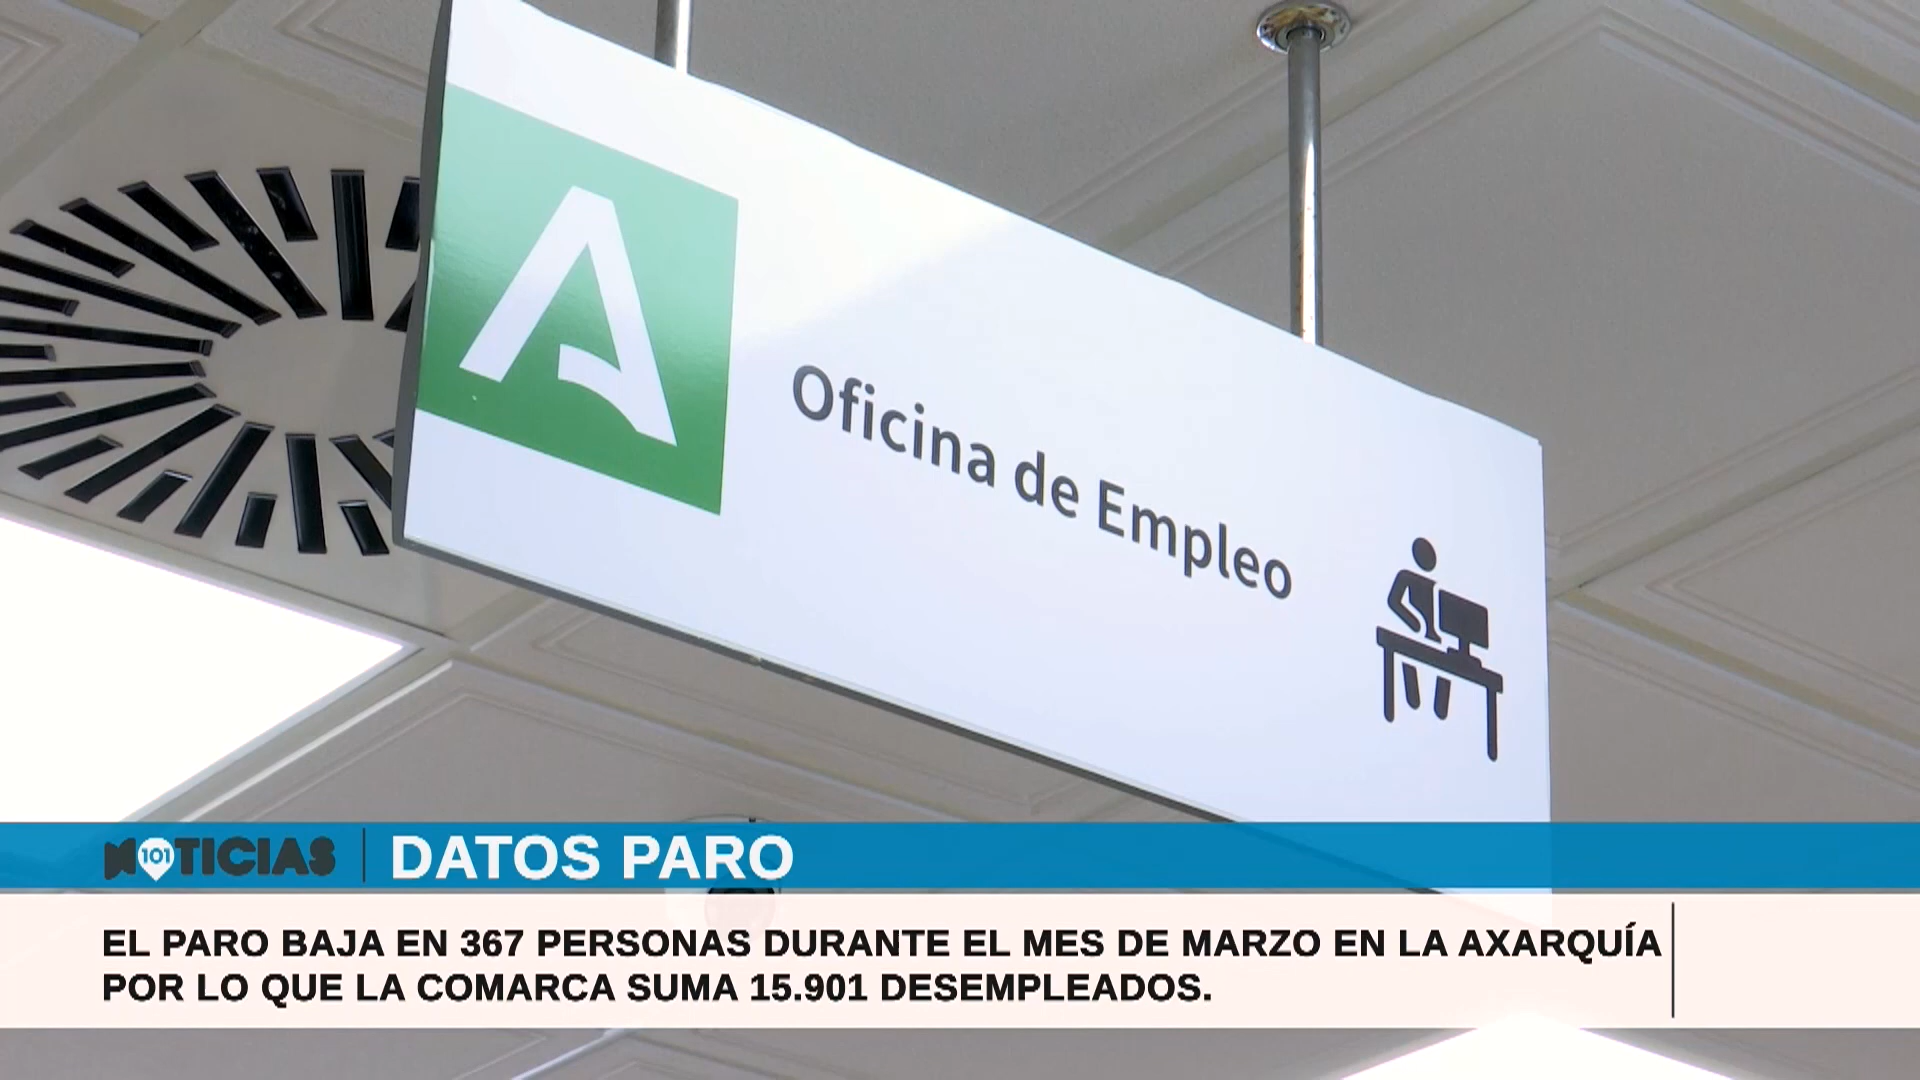 Oficina de Empleo
NOTICIAS
101
DATOS PARO
EL PARO BAJA EN 367 PERSONAS DURANTE EL MES DE MARZO EN LA AXARQUÍA
POR LO QUE LA COMARCA SUMA 15.901 DESEMPLEADOS.